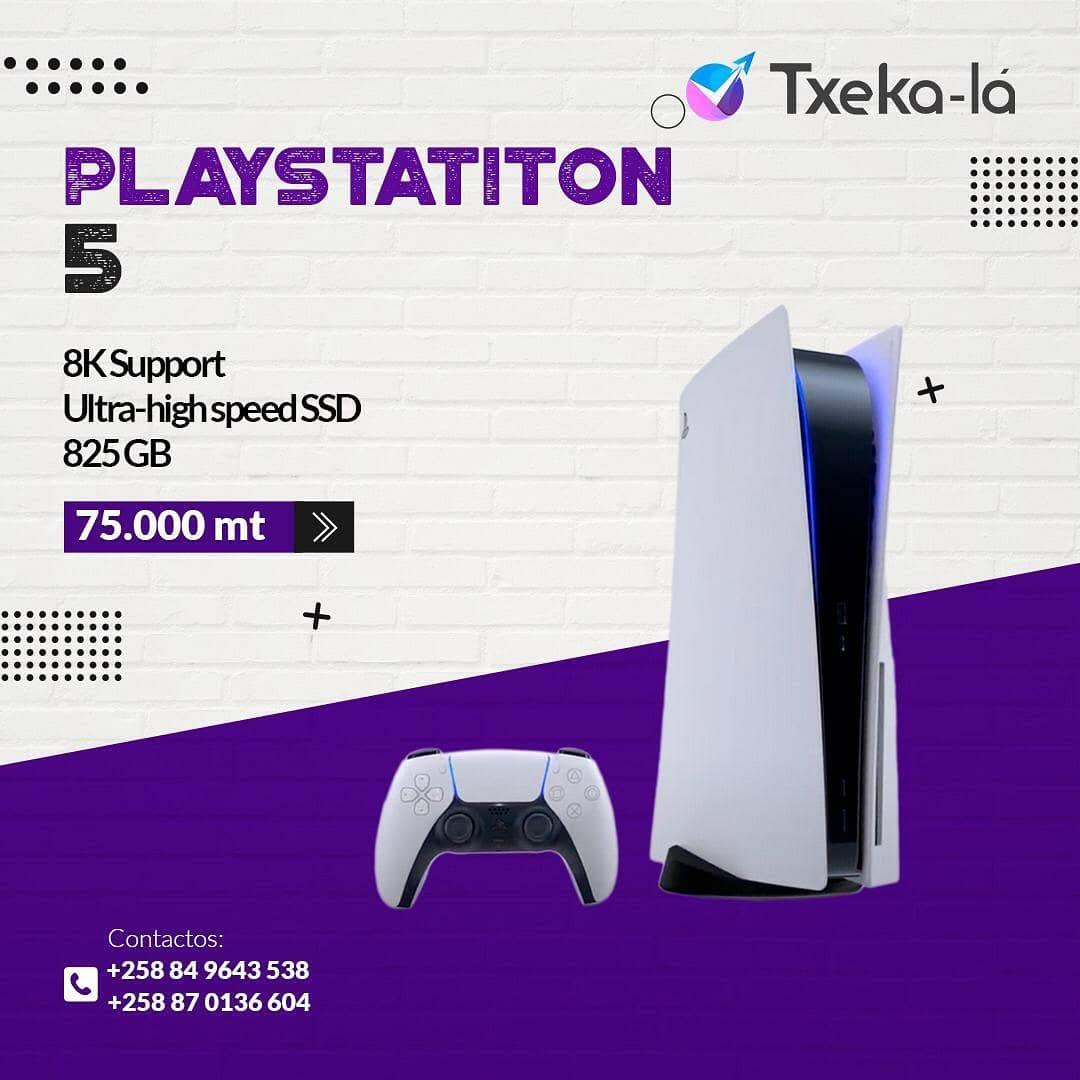 Txeka-lá
PLAYSTATITON
5
8K Support
Ultra-high speed SSD
825 GB
75.000 mt
Contactos:
+258 84 9643 538
+258 87 0136 604